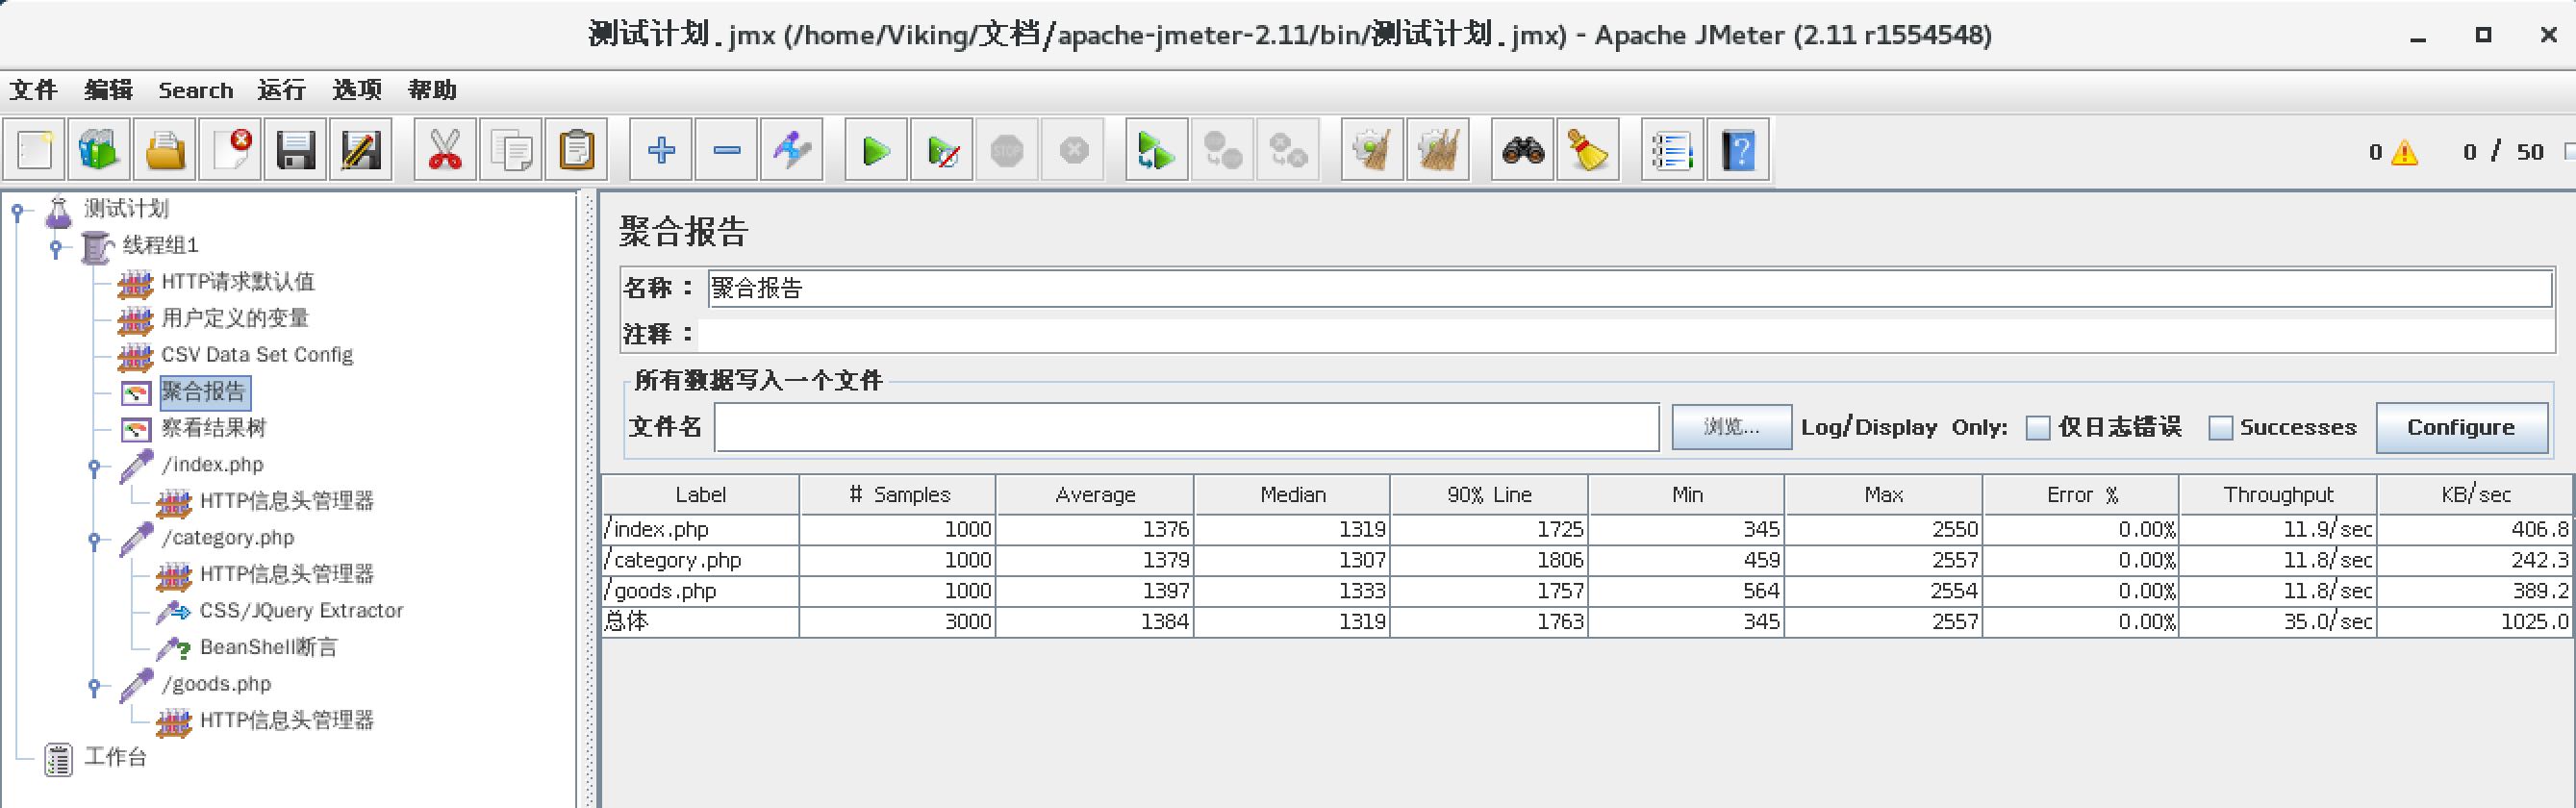 测试计划.jmx (/home/Viking/文档/apache-jmeter-2.11/bin/测试计划.jmx) - Apache JMeter (2.11 r1554548)
文件 编辑 Search 运行 选项 帮助
STOP
0 0 / 50
测试计划
线程组1
HTTP请求默认值
用户定义的变量
CSV Data Set Config
聚合报告
察看结果树
/index.php
HTTP信息头管理器
/category.php
HTTP信息头管理器
CSS/JQuery Extractor
BeanShell断言
/goods.php
HTTP信息头管理器
工作台
聚合报告
名称： 聚合报告
注释：
所有数据写入一个文件
文件名 浏览... Log/Display Only: 仅日志错误 Successes Configure
Label # Samples Average Median 90% Line Min Max Error % Throughput KB/sec
/index.php 1000 1376 1319 1725 345 2550 0.00% 11.9/sec 406.8
/category.php 1000 1379 1307 1806 459 2557 0.00% 11.8/sec 242.3
/goods.php 1000 1397 1333 1757 564 2554 0.00% 11.8/sec 389.2
总体 3000 1384 1319 1763 345 2557 0.00% 35.0/sec 1025.0